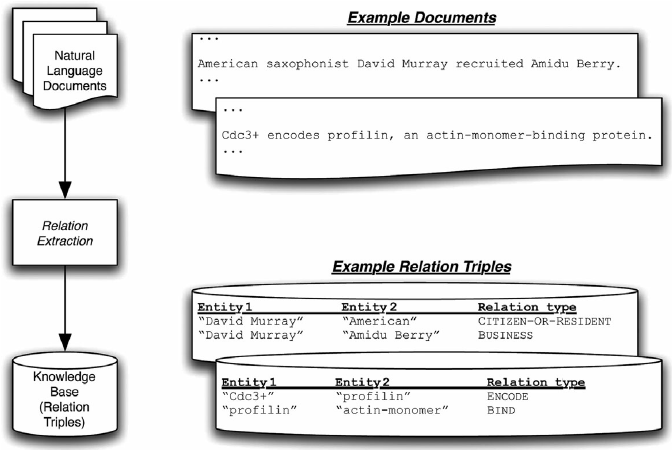 Natural
Language
Documents
Relation
Extraction
Knowledge
Base
(Relation
Triples)
Example Documents
...
American saxophonist David Murray recruited Amidu Berry.
...
...
Cdc3+ encodes profilin, an actin-monomer-binding protein.
...
Example Relation Triples
Entity1 Entity2 Relation type
“David Murray” “American” CITIZEN-OR-RESIDENT
“David Murray” “Amidu Berry” BUSINESS
Entity1 Entity2 Relation type
“Cdc3+” “profilin” ENCODE
“profilin” “actin-monomer” BIND